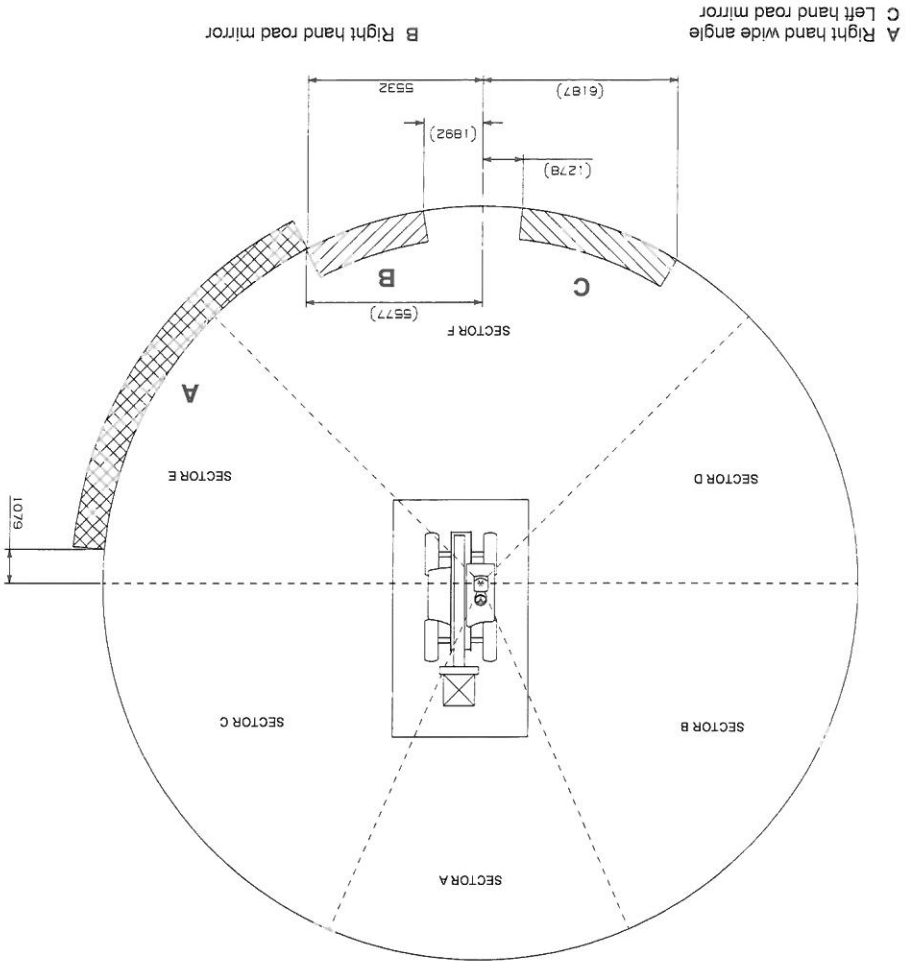 SECTOR A
SECTOR B
SECTOR C
1079
SECTOR D
SECTOR E
A
SECTOR F
(5577)
C
B
(1278)
(1892)
(6187)
5532
A Right hand wide angle
B Right hand road mirror
C Left hand road mirror